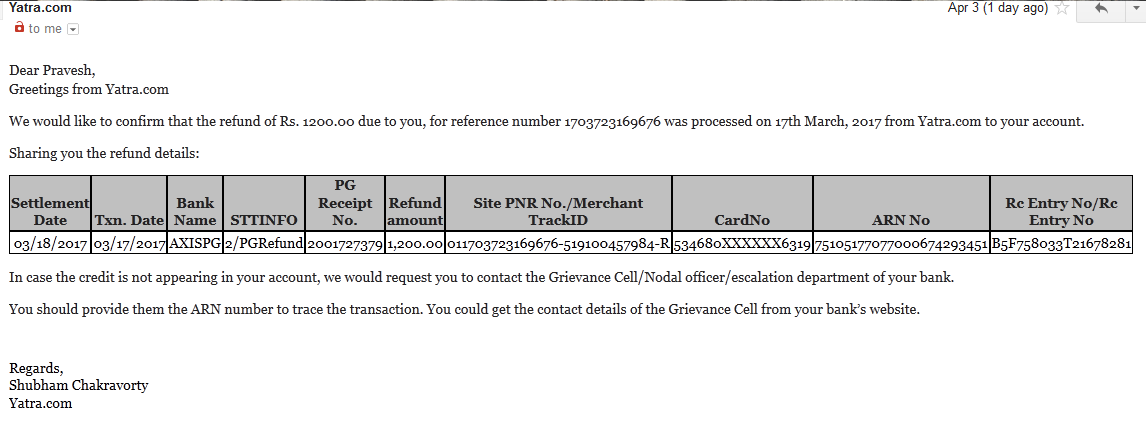 Yatra.com Apr 3 (1 day ago)
to me
Dear Pravesh,
Greetings from Yatra.com
We would like to confirm that the refund of Rs. 1200.00 due to you, for reference number 1703723169676 was processed on 17th March, 2017 from Yatra.com to your account.
Sharing you the refund details:
Settlement Date Txn. Date Bank Name STTINFO PG Receipt No. Refund amount Site PNR No./Merchant TrackID CardNo ARN No Rc Entry No/Rc Entry No
03/18/2017 03/17/2017 AXISPG 2/PGRefund 2001727379 1,200.00 011703723169676-519100457984-R 534680XXXXXX6319 75105177077000674293451 B5F758033T21678281
In case the credit is not appearing in your account, we would request you to contact the Grievance Cell/Nodal officer/escalation department of your bank.
You should provide them the ARN number to trace the transaction. You could get the contact details of the Grievance Cell from your bank's website.
Regards,
Shubham Chakravorty
Yatra.com